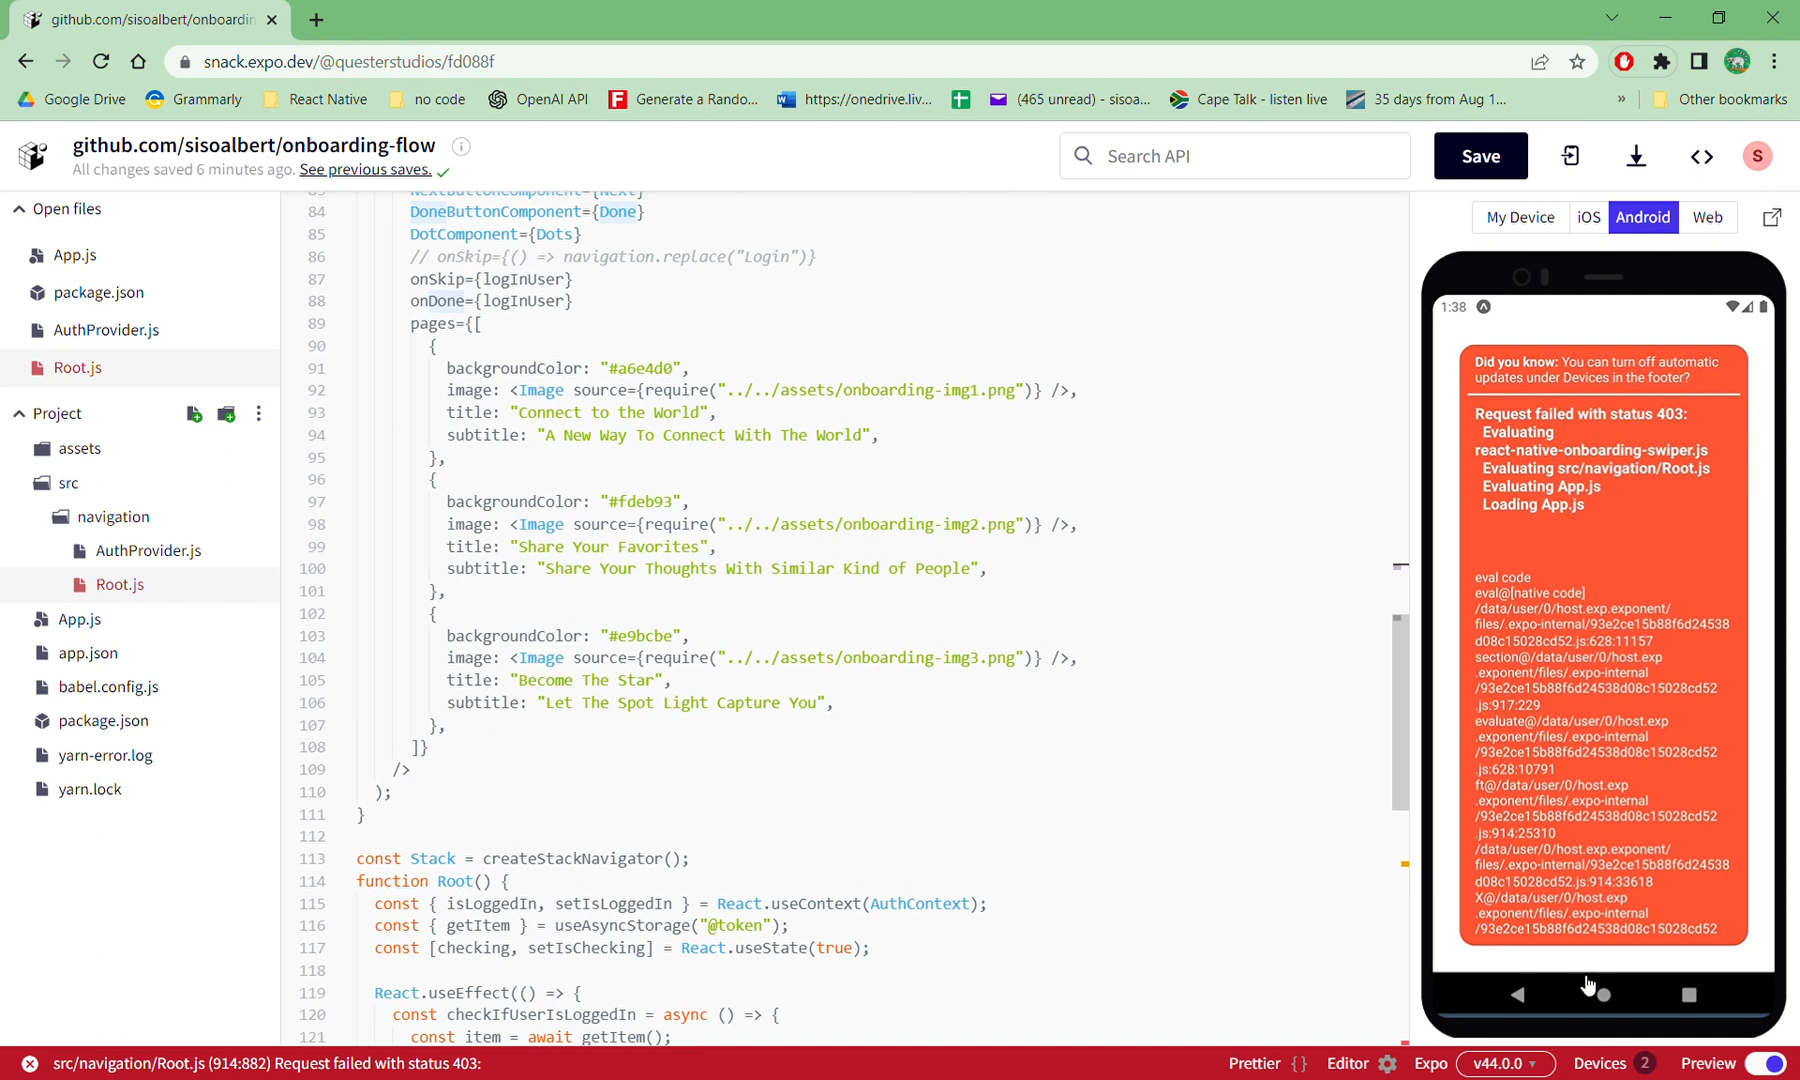 github.com/sisoalbert/onboardin
snack.expo.dev/@questerstudios/fd088f
Google Drive
Grammarly
React Native
no code
OpenAI API
Generate a Rando...
https://onedrive.liv...
(465 unread) - sisoa...
Cape Talk - listen live
35 days from Aug 1...
»
Other bookmarks
github.com/sisoalbert/onboarding-flow
All changes saved 6 minutes ago. See previous saves.
Search API
Save
S
Open files
App.js
package.json
AuthProvider.js
Root.js
Project
assets
src
navigation
AuthProvider.js
Root.js
App.js
app.json
babel.config.js
package.json
yarn-error.log
yarn.lock
NextButtonComponent={Next}
84 DoneButtonComponent={Done}
85 DotComponent={Dots}
86 // onSkip={() => navigation.replace("Login")}
87 onSkip={logInUser}
88 onDone={logInUser}
89 pages={[
90 {
91 backgroundColor: "#a6e4d0",
92 image: <Image source={require("../../assets/onboarding-img1.png")} />,
93 title: "Connect to the World",
94 subtitle: "A New Way To Connect With The World",
95 },
96 {
97 backgroundColor: "#fdeb93",
98 image: <Image source={require("../../assets/onboarding-img2.png")} />,
99 title: "Share Your Favorites",
100 subtitle: "Share Your Thoughts With Similar Kind of People",
101 },
102 {
103 backgroundColor: "#e9bcbe",
104 image: <Image source={require("../../assets/onboarding-img3.png")} />,
105 title: "Become The Star",
106 subtitle: "Let The Spot Light Capture You",
107 },
108 ]}
109 />
110 );
111 }
112
113 const Stack = createStackNavigator();
114 function Root() {
115 const { isLoggedIn, setIsLoggedIn } = React.useContext(AuthContext);
116 const { getItem } = useAsyncStorage("@token");
117 const [checking, setIsChecking] = React.useState(true);
118
119 React.useEffect(() => {
120 const checkIfUserIsLoggedIn = async () => {
121 const item = await getItem();
My Device
iOS
Android
Web
1:38
Did you know: You can turn off automatic
updates under Devices in the footer?
Request failed with status 403:
Evaluating
react-native-onboarding-swiper.js
Evaluating src/navigation/Root.js
Evaluating App.js
Loading App.js
eval code
eval@[native code]
/data/user/0/host.exp.exponent/
files/.expo-internal/93e2ce15b88f6d24538
d08c15028cd52.js:628:11157
section@/data/user/0/host.exp
.exponent/files/.expo-internal
/93e2ce15b88f6d24538d08c15028cd52
.js:917:229
evaluate@/data/user/0/host.exp
.exponent/files/.expo-internal
/93e2ce15b88f6d24538d08c15028cd52
.js:628:10791
ft@/data/user/0/host.exp
.exponent/files/.expo-internal
/93e2ce15b88f6d24538d08c15028cd52
.js:914:25310
/data/user/0/host.exp.exponent/
files/.expo-internal/93e2ce15b88f6d24538
d08c15028cd52.js:914:33618
X@/data/user/0/host.exp
.exponent/files/.expo-internal
/93e2ce15b88f6d24538d08c15028cd52
src/navigation/Root.js (914:882) Request failed with status 403:
Prettier {}
Editor
Expo
v44.0.0
Devices 2
Preview